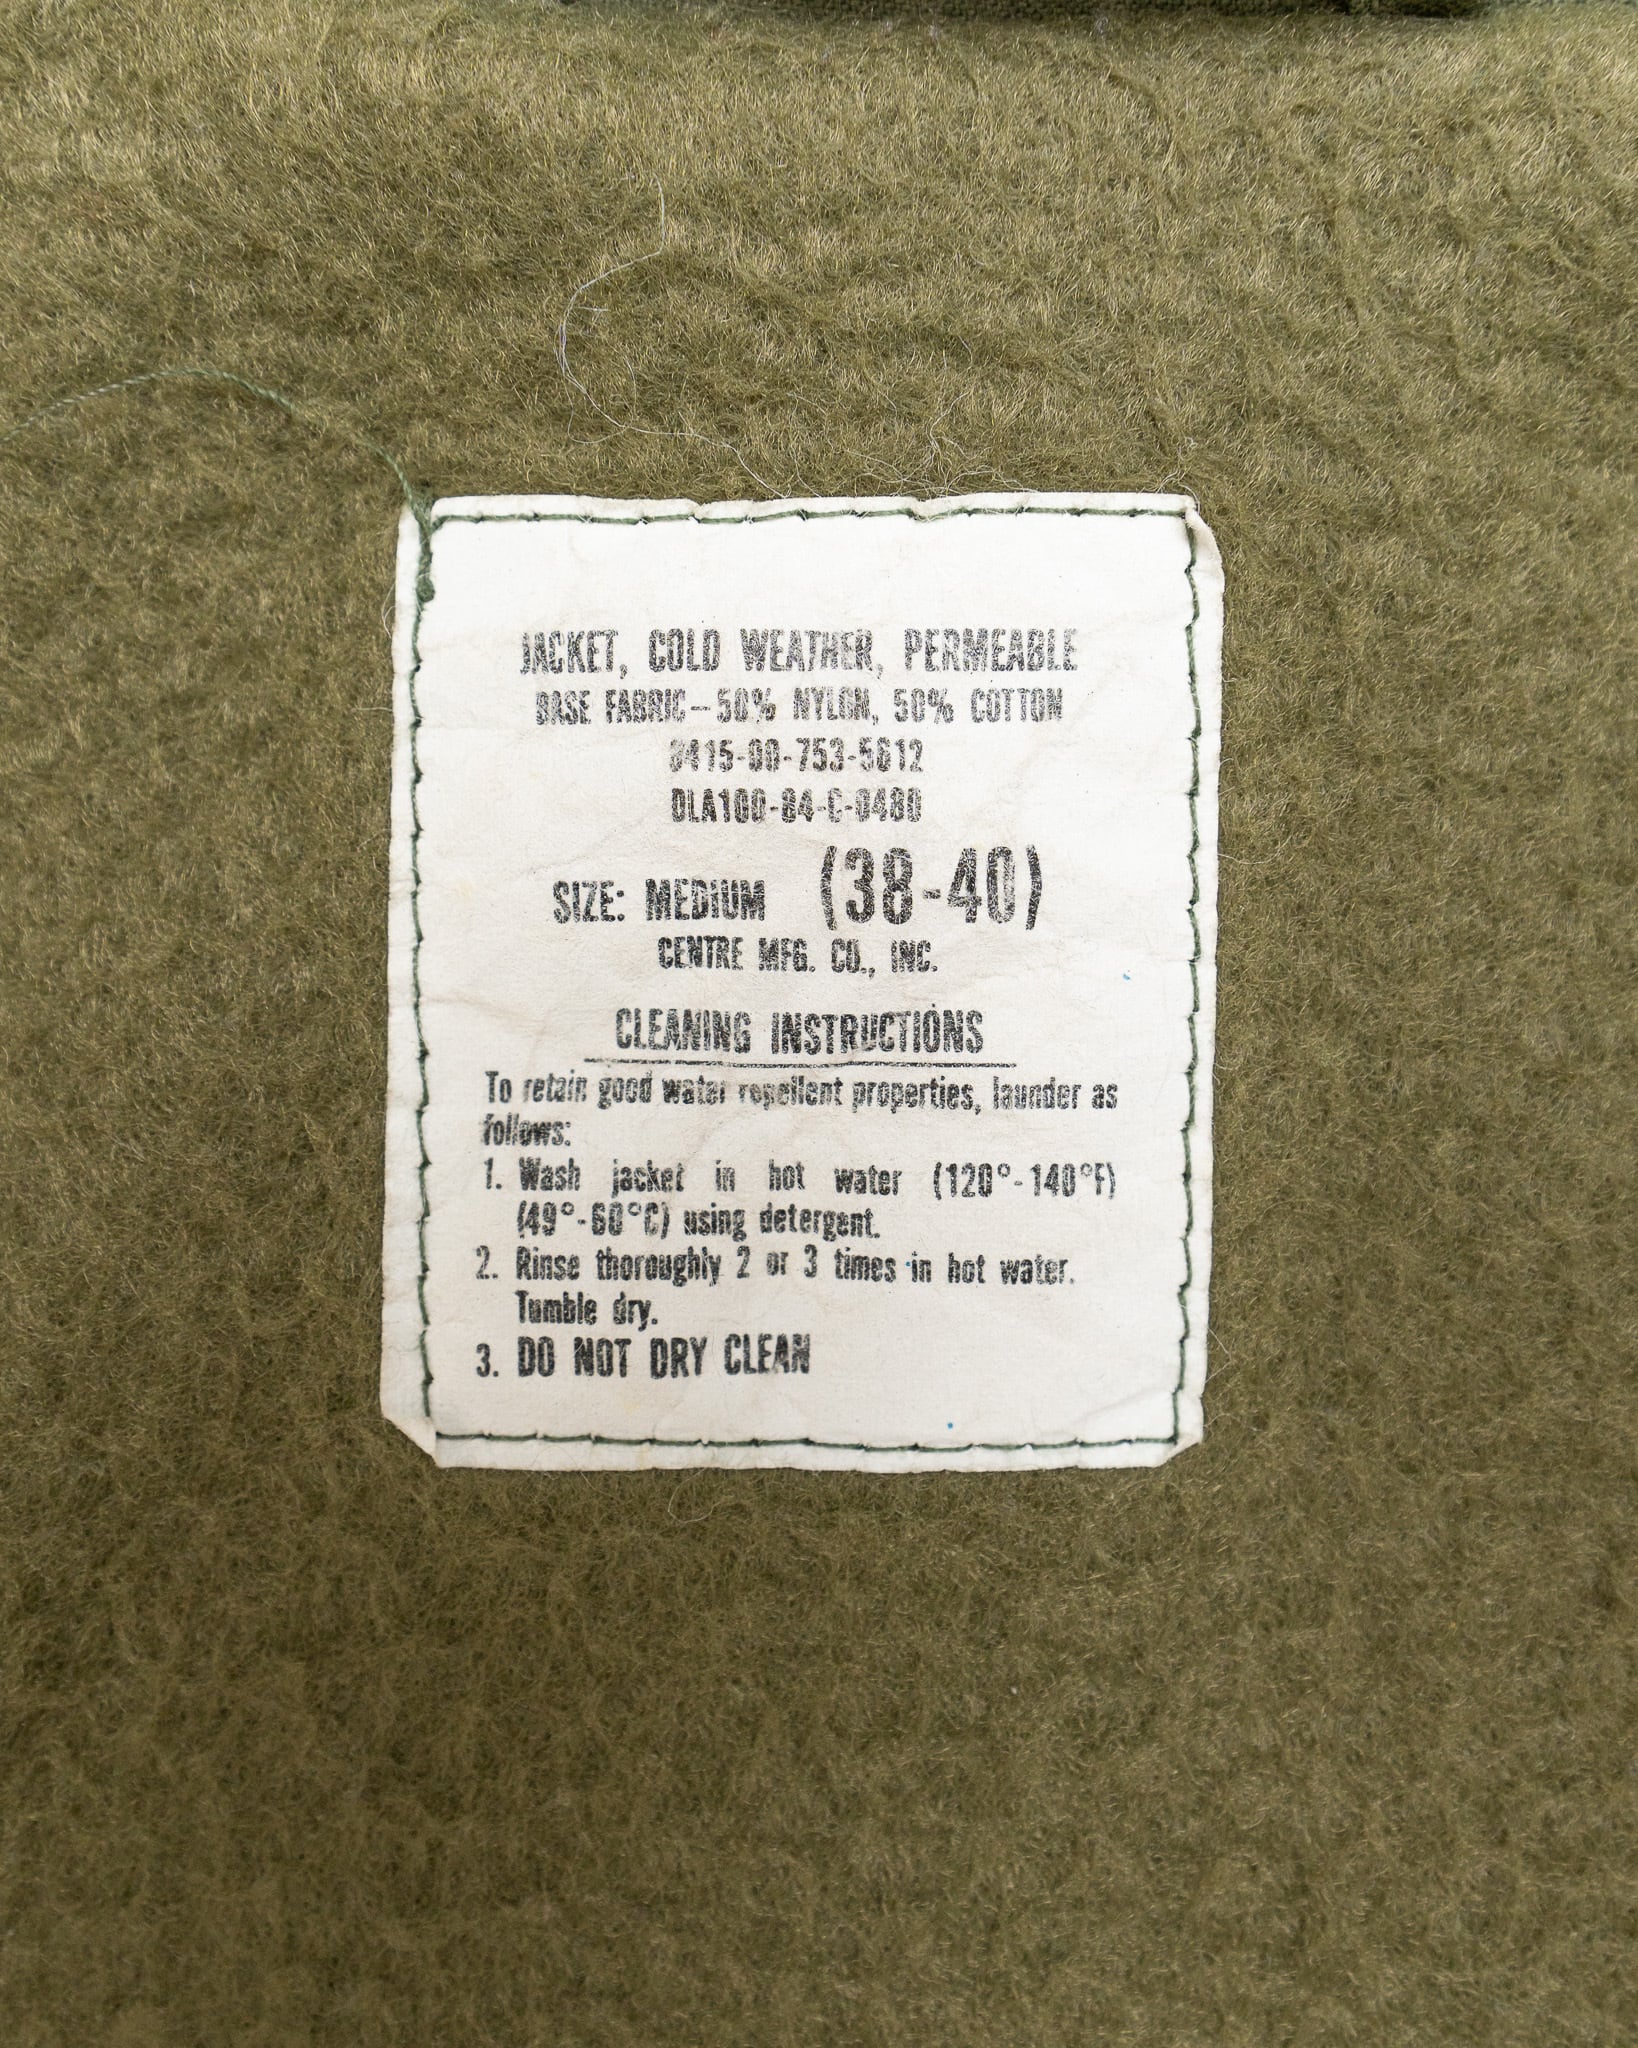 JACKET, COLD WEATHER, PERMEABLE
BASE FABRIC—50% NYLON, 50% COTTON
8415-00-753-5612
DLA100-84-C-0480
SIZE: MEDIUM (38-40)
CENTRE MFG. CO., INC.
CLEANING INSTRUCTIONS
To retain good water repellent properties, launder as
follows:
1. Wash jacket in hot water (120°-140°F)
(49°-60°C) using detergent.
2. Rinse thoroughly 2 or 3 times in hot water.
Tumble dry.
3. DO NOT DRY CLEAN